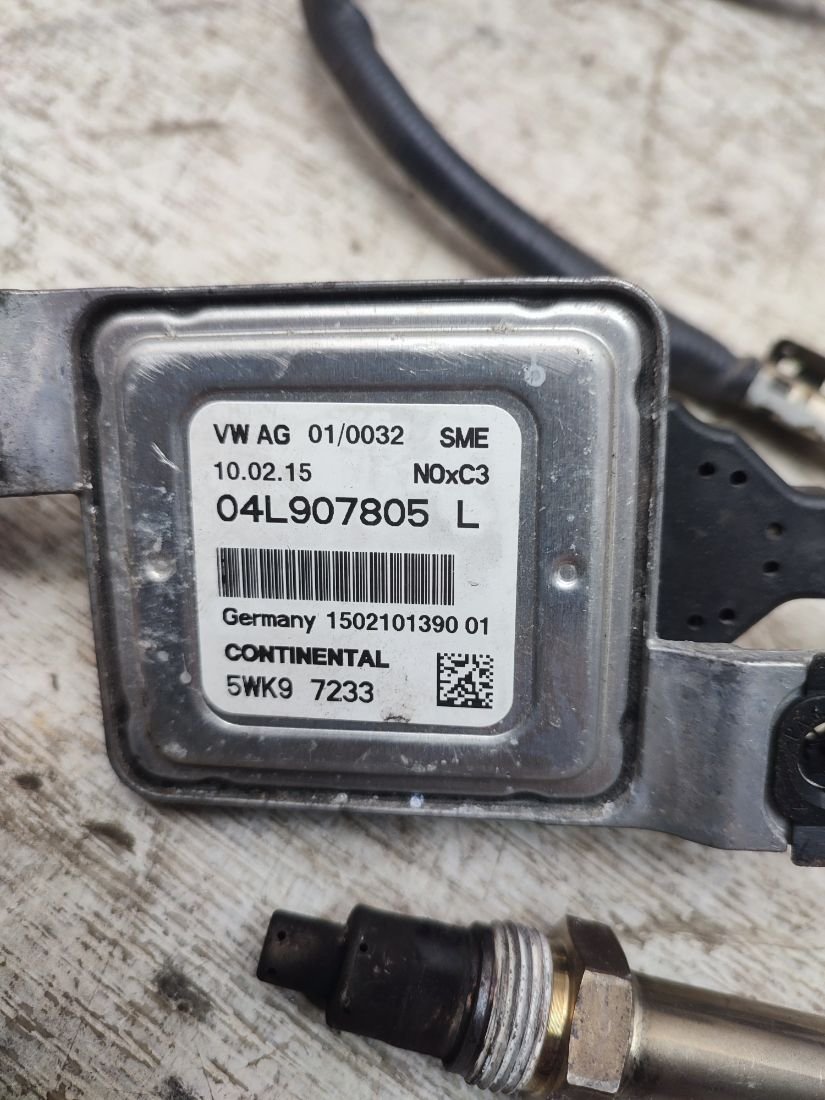 VW AG 01/0032 SME
10.02.15 NOxC3
04L907805 L
Germany 1502101390 01
CONTINENTAL
5WK9 7233